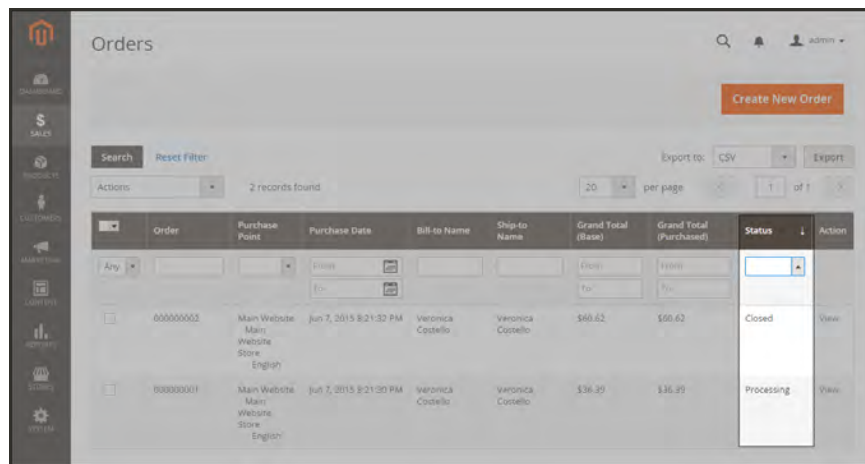 Orders
admin
Create New Order
DASHBOARD
$
SALES
PRODUCTS
CUSTOMERS
MARKETING
CONTENT
REPORTS
STORES
SYSTEM
Search Reset Filter Export to: CSV Export
Actions 2 records found 20 per page 1 of 1
Order Purchase Point Purchase Date Bill-to Name Ship-to Name Grand Total (Base) Grand Total (Purchased) Status ↓ Action
Any From From From
To To To
000000002 Main Website Jun 7, 2015 8:21:32 PM Veronica Costello Veronica Costello $60.62 $60.62 Closed View
Main
Website
Store
English
000000001 Main Website Jun 7, 2015 8:21:30 PM Veronica Costello Veronica Costello $36.39 $36.39 Processing View
Main
Website
Store
English